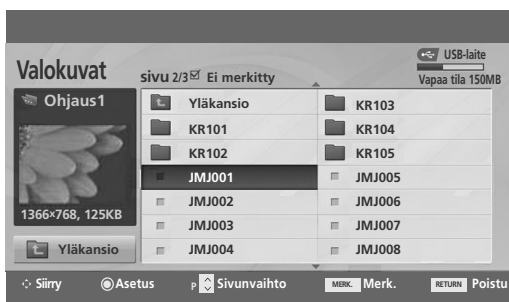 USB-laite
Valokuvat
sivu 2/3 ☑ Ei merkitty
Vapaa tila 150MB
Ohjaus1
Yläkansio
KR101
KR102
JMJ001
JMJ002
JMJ003
JMJ004
KR103
KR104
KR105
JMJ005
JMJ006
JMJ007
JMJ008
1366×768, 125KB
Yläkansio
Siirry
Asetus
P Sivunvaihto
MERK. Merk.
RETURN Poistu